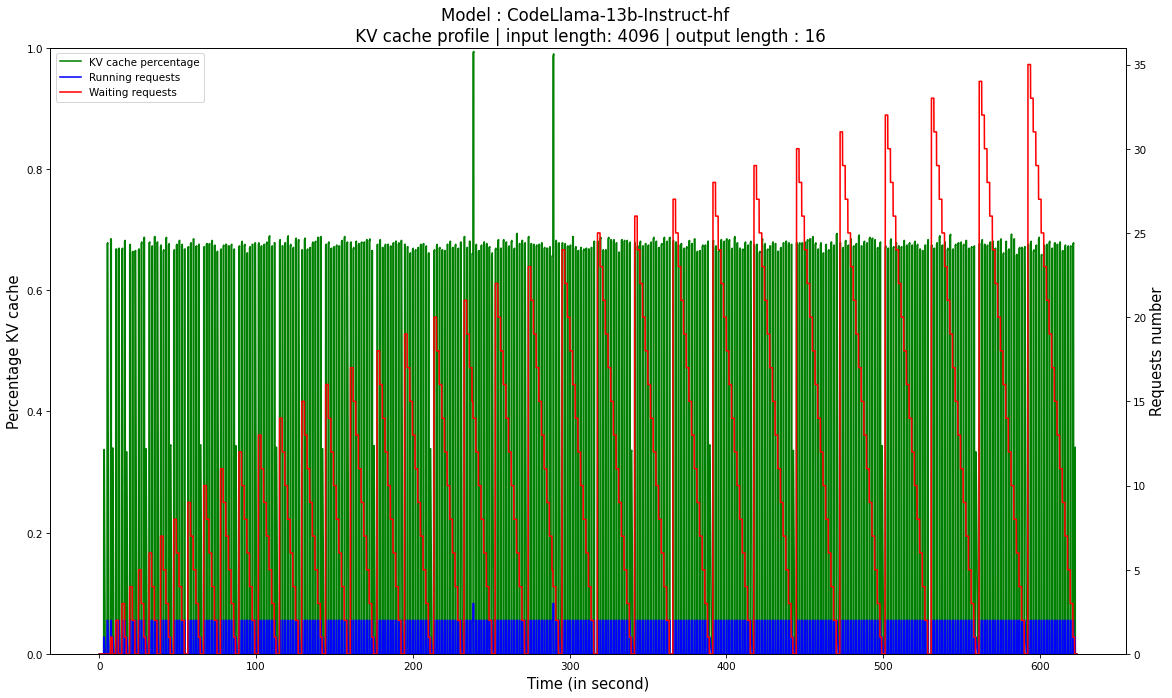 Model : CodeLlama-13b-Instruct-hf
KV cache profile | input length: 4096 | output length : 16
KV cache percentage
Running requests
Waiting requests
Percentage KV cache
1.0
0.8
0.6
0.4
0.2
0.0
35
30
25
20
15
10
5
0
Requests number
0 100 200 300 400 500 600
Time (in second)